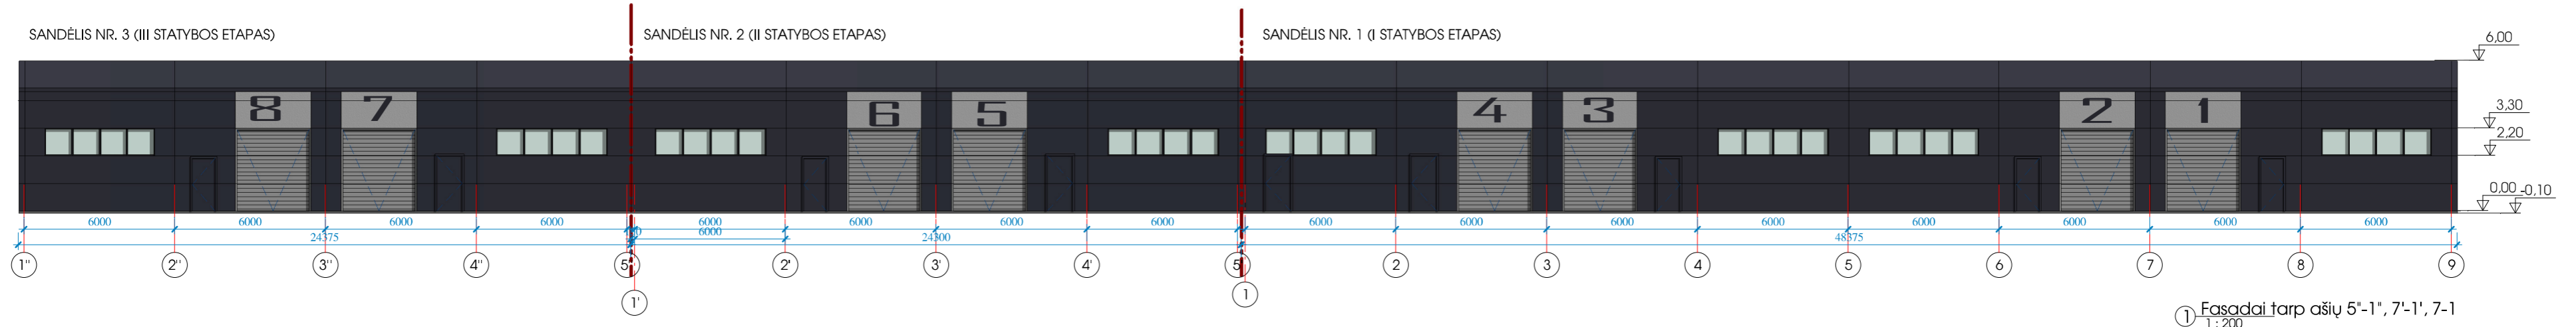 SANDĖLIS NR. 3 (III STATYBOS ETAPAS)
SANDĖLIS NR. 2 (II STATYBOS ETAPAS)
SANDĖLIS NR. 1 (I STATYBOS ETAPAS)
6,00
8 7 6 5 4 3 2 1
3,30
2,20
0,00 -0,10
6000 6000 6000 6000 6000 6000 6000 6000 6000 6000 6000 6000 6000 6000 6000 6000
24375 6000 24300 48375
1" 2" 3" 4" 5 2' 3' 4' 5 2 3 4 5 6 7 8 9
1' 1
1 Fasadai tarp ašių 5"-1", 7'-1', 7-1
1 : 200